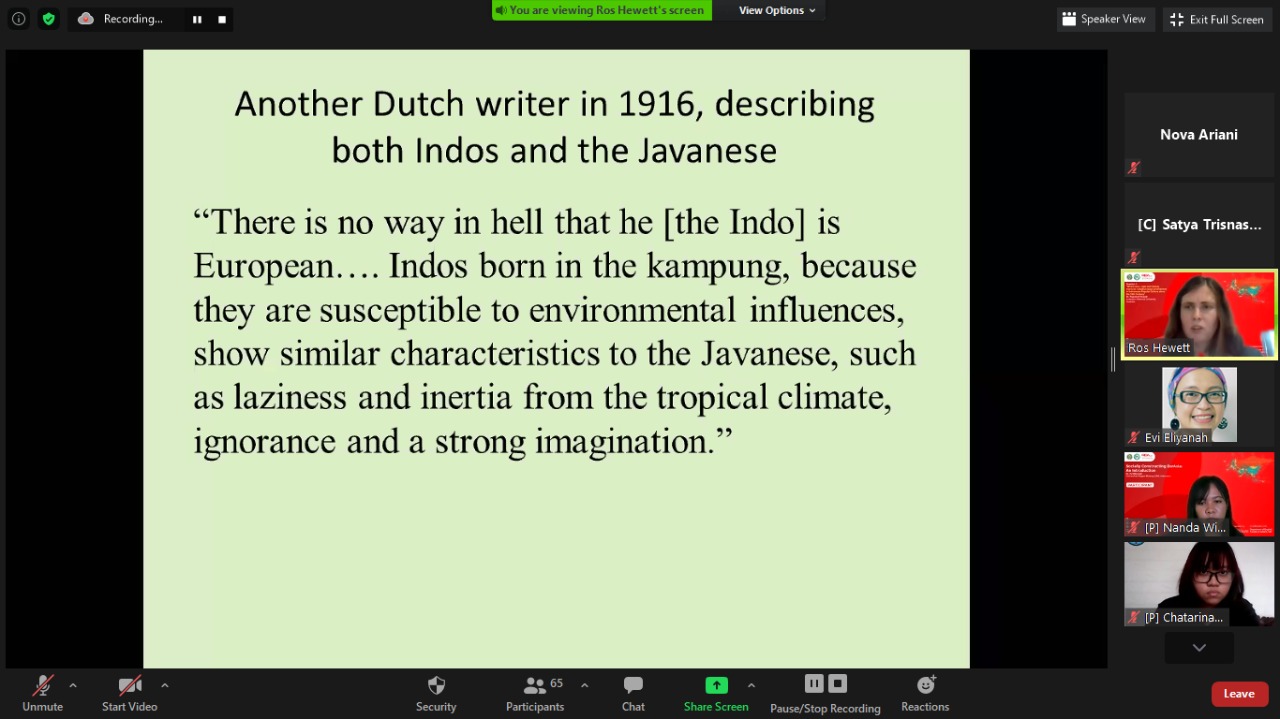 Recording...
You are viewing Ros Hewett's screen
View Options
Speaker View
Exit Full Screen
Another Dutch writer in 1916, describing
both Indos and the Javanese
“There is no way in hell that he [the Indo] is
European…. Indos born in the kampung, because
they are susceptible to environmental influences,
show similar characteristics to the Javanese, such
as laziness and inertia from the tropical climate,
ignorance and a strong imagination.”
Nova Ariani
[C] Satya Trisnas...
Ros Hewett
Evi Eliyanah
[P] Nanda Wi...
[P] Chatarina...
Unmute
Start Video
Security
65
Participants
Chat
Share Screen
Pause/Stop Recording
Reactions
Leave